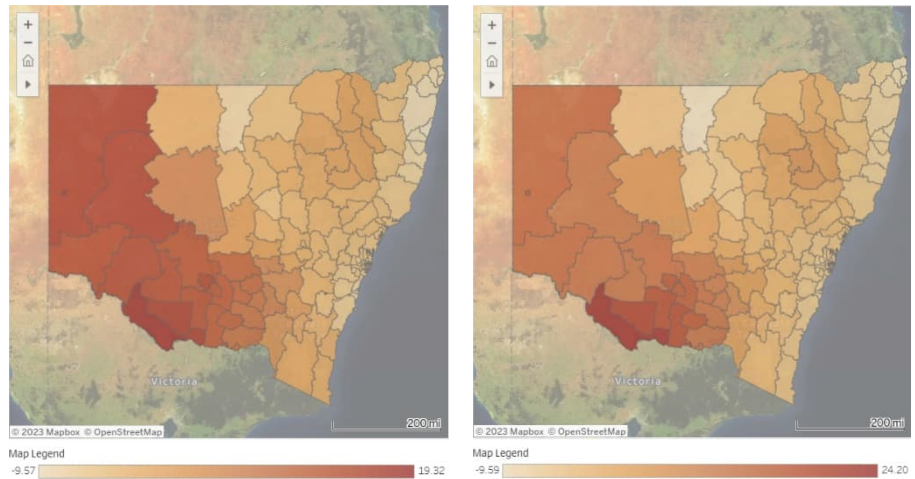 +
−
Victoria
200 mi
© 2023 Mapbox © OpenStreetMap
Map Legend
-9.57 19.32
+
−
Victoria
200 mi
© 2023 Mapbox © OpenStreetMap
Map Legend
-9.59 24.20